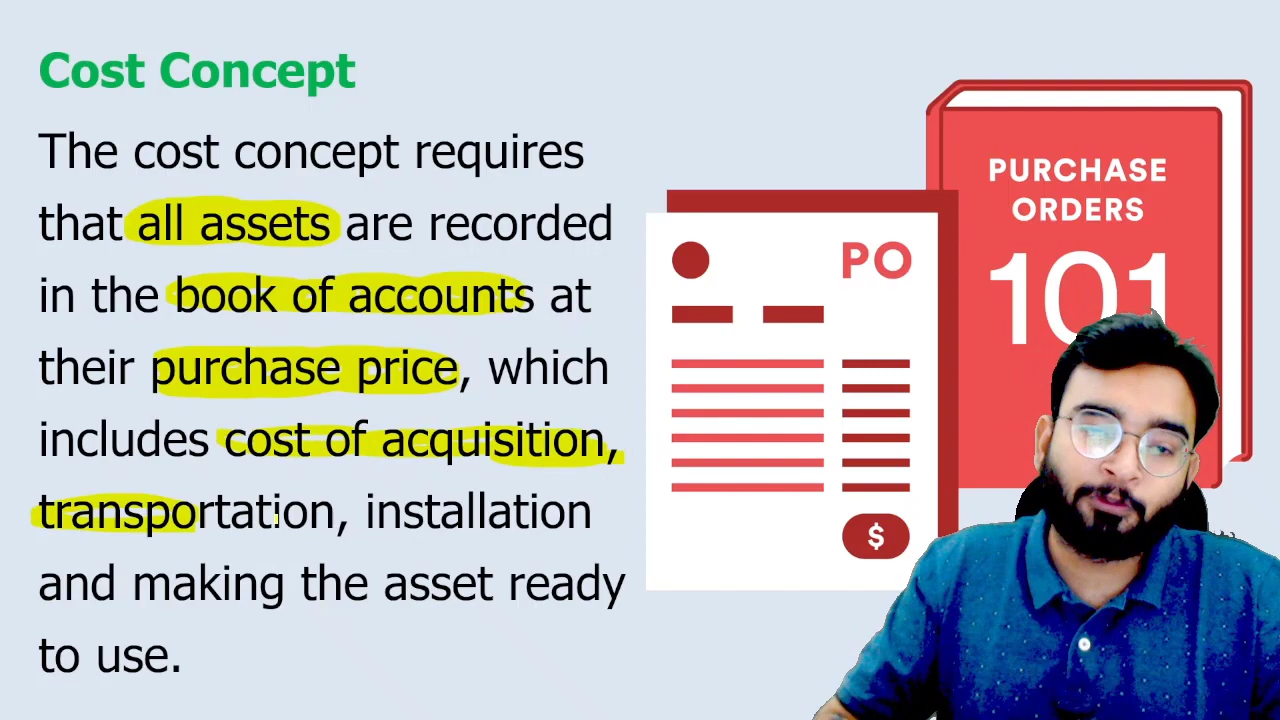 Cost Concept
The cost concept requires
that all assets are recorded
in the book of accounts at
their purchase price, which
includes cost of acquisition,
transportation, installation
and making the asset ready
to use.
PO
$
PURCHASE
ORDERS
101